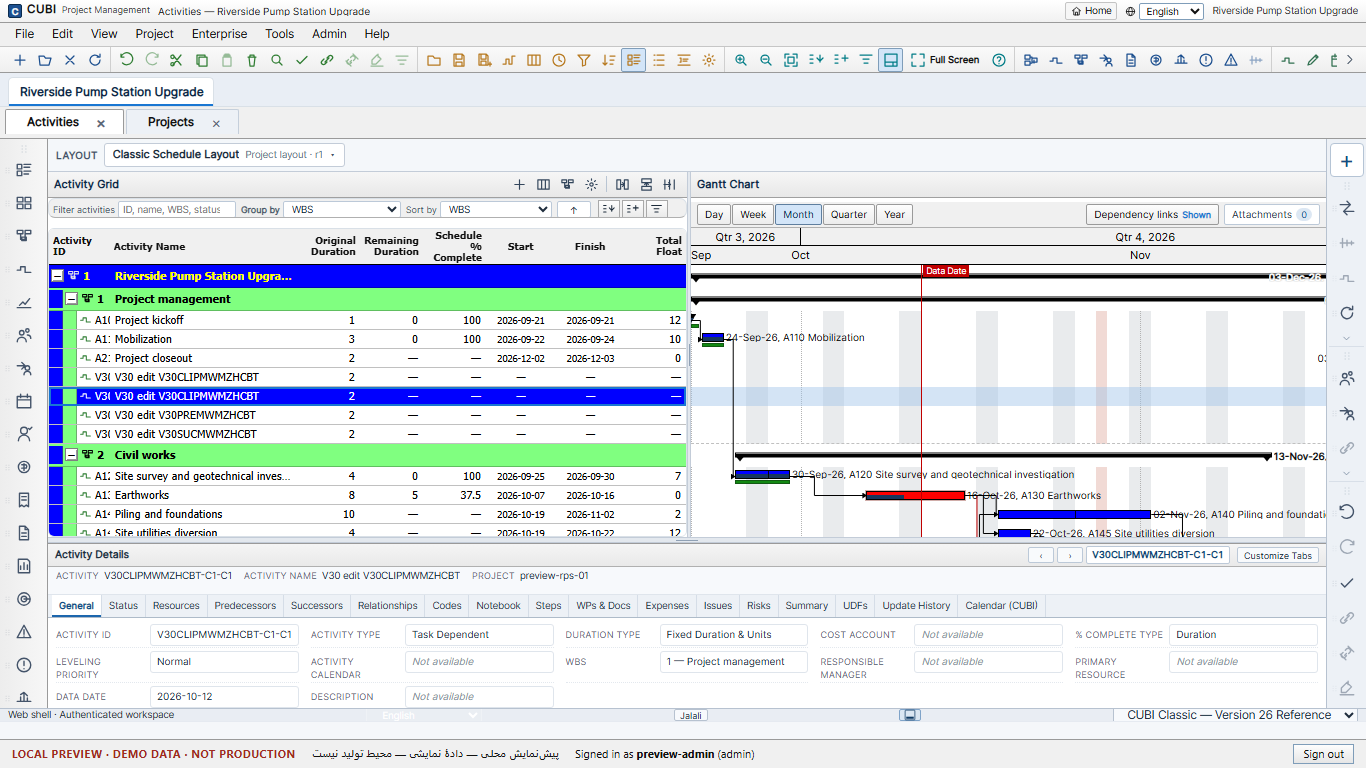 CUBI Project Management Activities — Riverside Pump Station Upgrade Home English Riverside Pump Station Upgrade
File Edit View Project Enterprise Tools Admin Help
Full Screen
Riverside Pump Station Upgrade
Activities Projects
LAYOUT Classic Schedule Layout Project layout · r1
Activity Grid
Filter activities ID, name, WBS, status Group by WBS Sort by WBS
Activity ID Activity Name Original Duration Remaining Duration Schedule % Complete Start Finish Total Float
1 Riverside Pump Station Upgra...
1 Project management
A1 Project kickoff 1 0 100 2026-09-21 2026-09-21 12
A1 Mobilization 3 0 100 2026-09-22 2026-09-24 10
A2 Project closeout 2 — — 2026-12-02 2026-12-03 0
V3 V30 edit V30CLIPMWMZHCBT 2 — — — — —
V3 V30 edit V30CLIPMWMZHCBT 2 — — — — —
V3 V30 edit V30PREMWMZHCBT 2 — — — — —
V3 V30 edit V30SUCMWMZHCBT 2 — — — — —
2 Civil works
A1 Site survey and geotechnical inves... 4 0 100 2026-09-25 2026-09-30 7
A1 Earthworks 8 5 37.5 2026-10-07 2026-10-16 0
A1 Piling and foundations 10 — — 2026-10-19 2026-11-02 2
A1 Site utilities diversion 4 — — 2026-10-19 2026-10-22 12
Gantt Chart
Day Week Month Quarter Year Dependency links Shown Attachments 0
Qtr 3, 2026 Qtr 4, 2026
Sep Oct Nov
Data Date 03-Dec-26
24-Sep-26, A110 Mobilization
03
13-Nov-26,
30-Sep-26, A120 Site survey and geotechnical investigation
16-Oct-26, A130 Earthworks
02-Nov-26, A140 Piling and foundati
22-Oct-26, A145 Site utilities diversion
Activity Details V30CLIPMWMZHCBT-C1-C1 Customize Tabs
ACTIVITY V30CLIPMWMZHCBT-C1-C1 ACTIVITY NAME V30 edit V30CLIPMWMZHCBT PROJECT preview-rps-01
General Status Resources Predecessors Successors Relationships Codes Notebook Steps WPs & Docs Expenses Issues Risks Summary UDFs Update History Calendar (CUBI)
ACTIVITY ID V30CLIPMWMZHCBT-C1-C1 ACTIVITY TYPE Task Dependent DURATION TYPE Fixed Duration & Units COST ACCOUNT Not available % COMPLETE TYPE Duration
LEVELING PRIORITY Normal ACTIVITY CALENDAR Not available WBS 1 — Project management RESPONSIBLE MANAGER Not available PRIMARY RESOURCE Not available
DATA DATE 2026-10-12 DESCRIPTION Not available
Web shell · Authenticated workspace English Jalali CUBI Classic — Version 26 Reference
LOCAL PREVIEW · DEMO DATA · NOT PRODUCTION پیش‌نمایش محلی — دادهٔ نمایشی — محیط تولید نیست Signed in as preview-admin (admin) Sign out